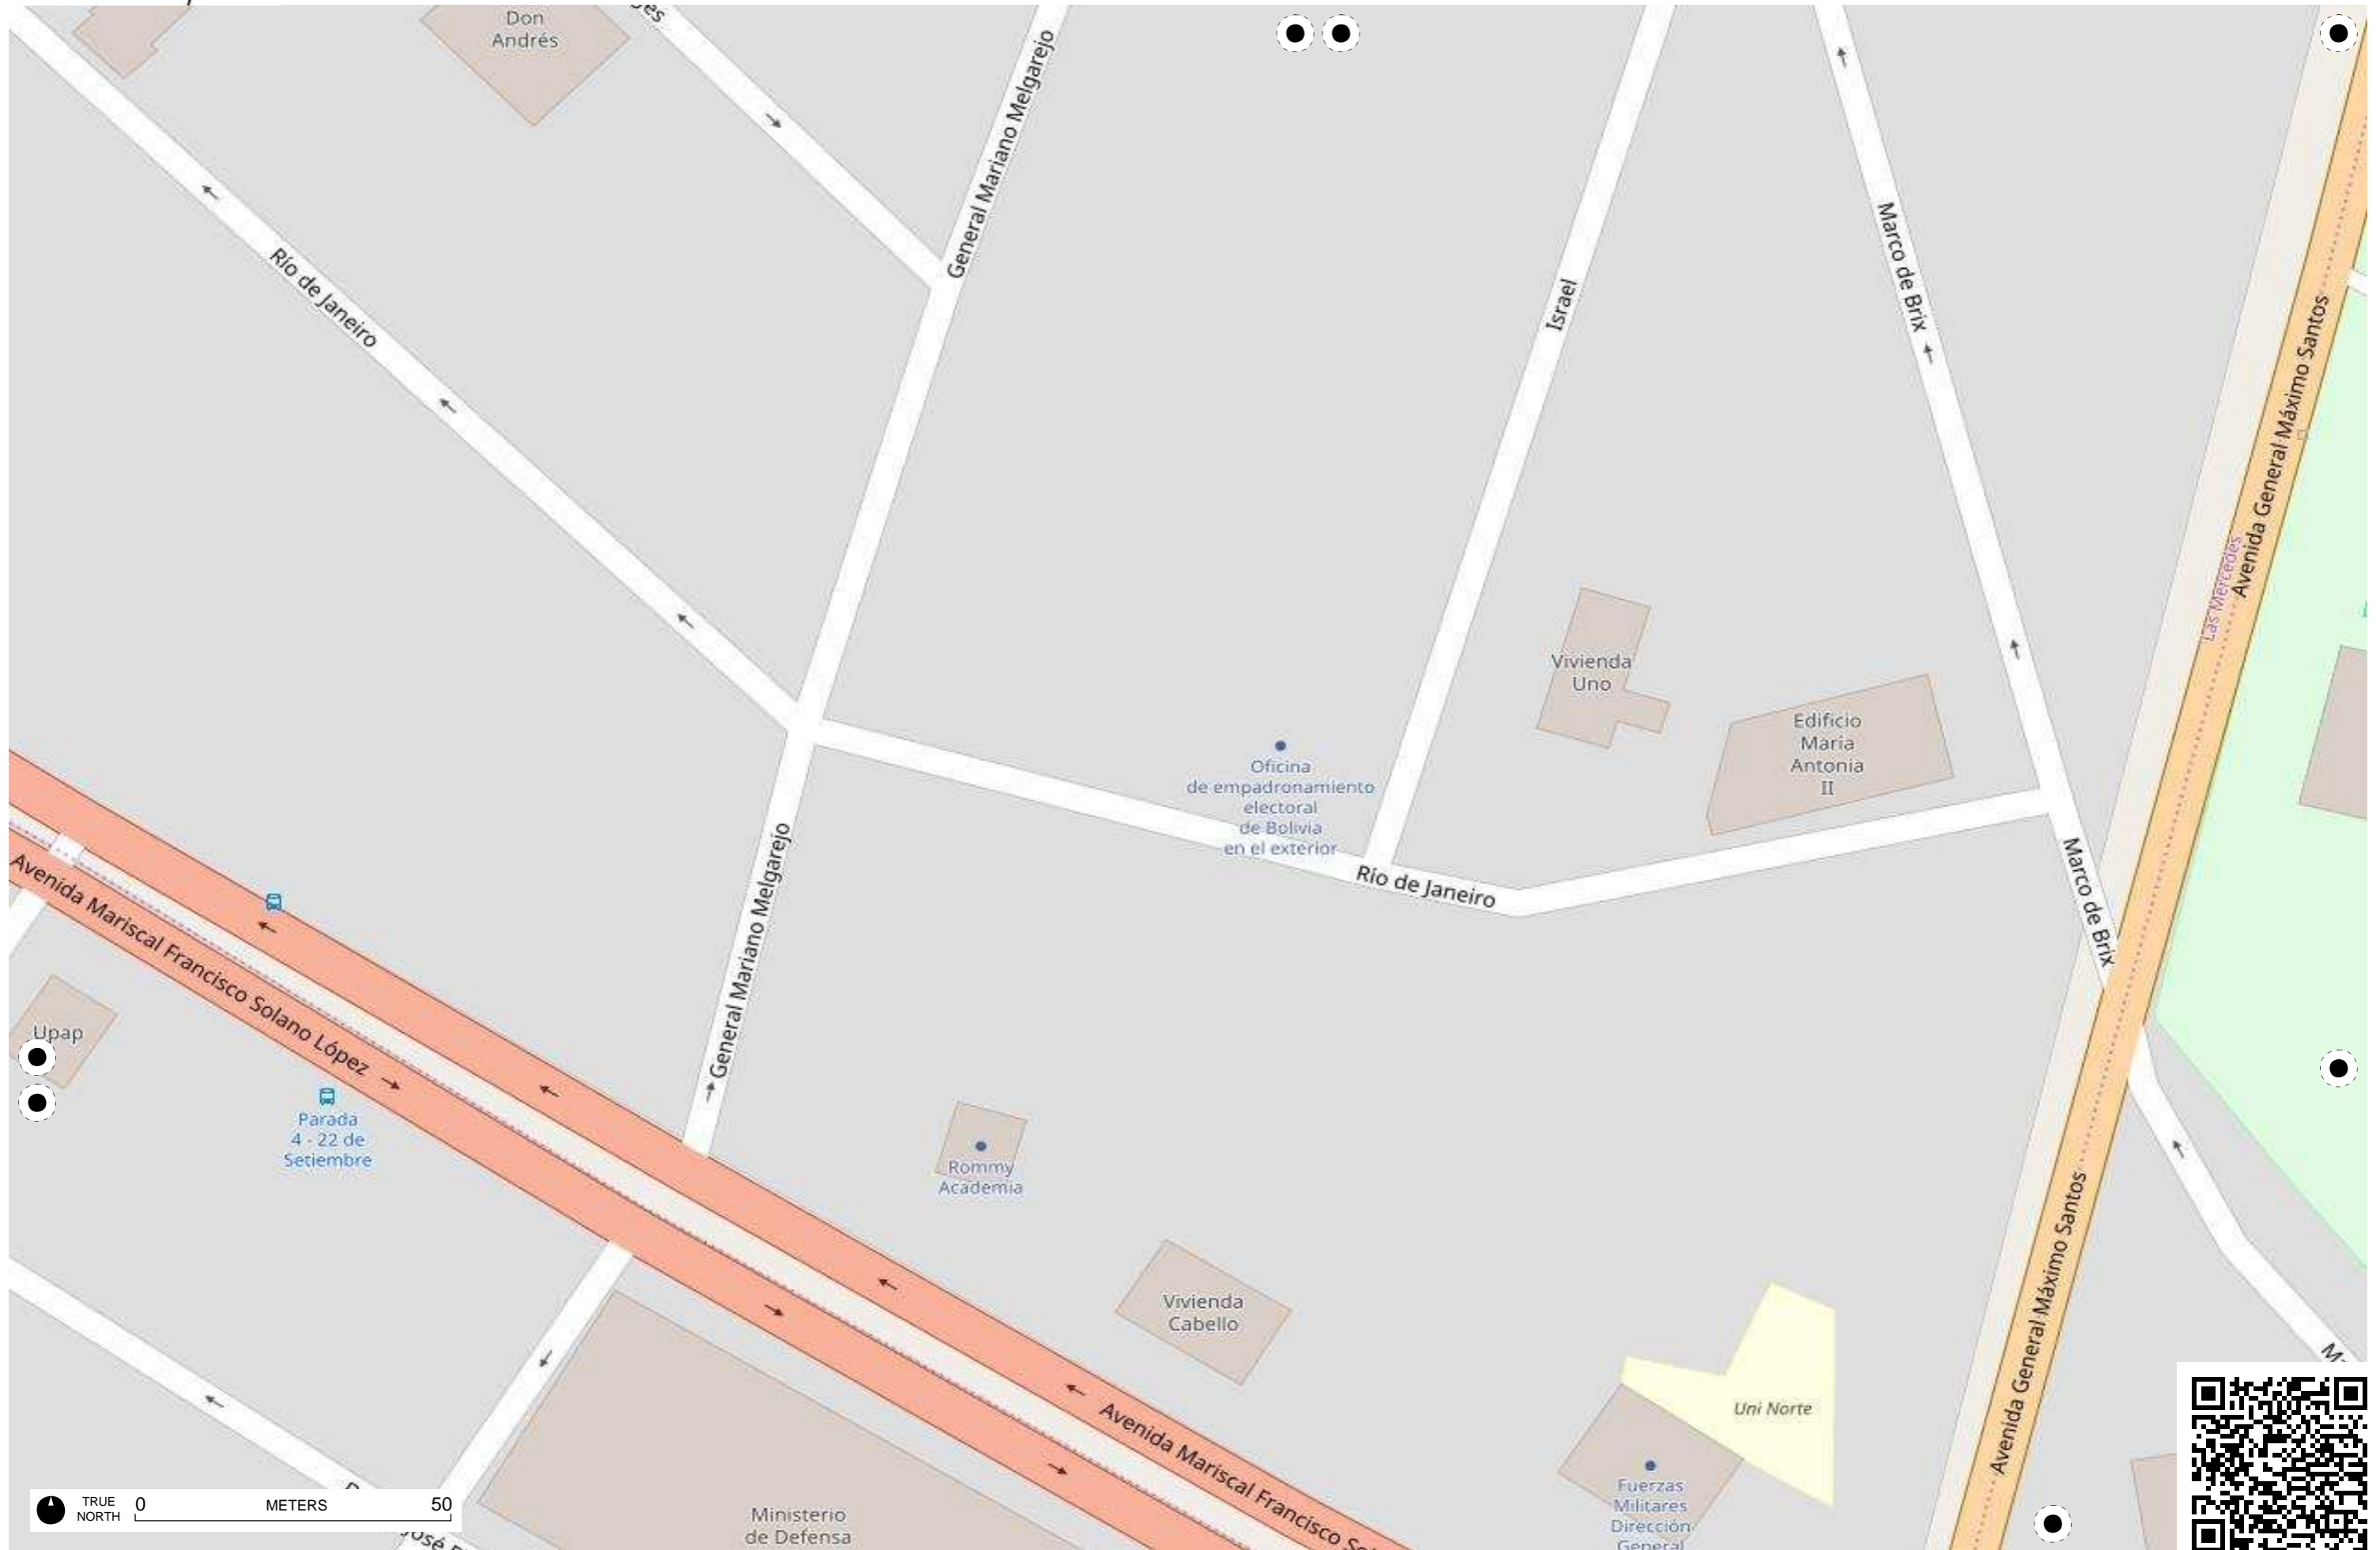 Don
Andrés
General Mariano Melgarejo
Israel
Marco de Brix
Río de Janeiro
Avenida General Máximo Santos
Las Mercedes
Vivienda
Uno
Edificio
María
Antonia
II
Oficina
de empadronamiento
electoral
de Bolivia
en el exterior
Río de Janeiro
Marco de Brix
General Mariano Melgarejo
Avenida Mariscal Francisco Solano López
Upap
Parada
4 - 22 de
Setiembre
Rommy
Academia
Avenida General Máximo Santos
Vivienda
Cabello
Uni Norte
Avenida Mariscal Francisco So
Fuerzas
Militares
Dirección
General
Ministerio
de Defensa
TRUE
NORTH
0 METERS 50
José